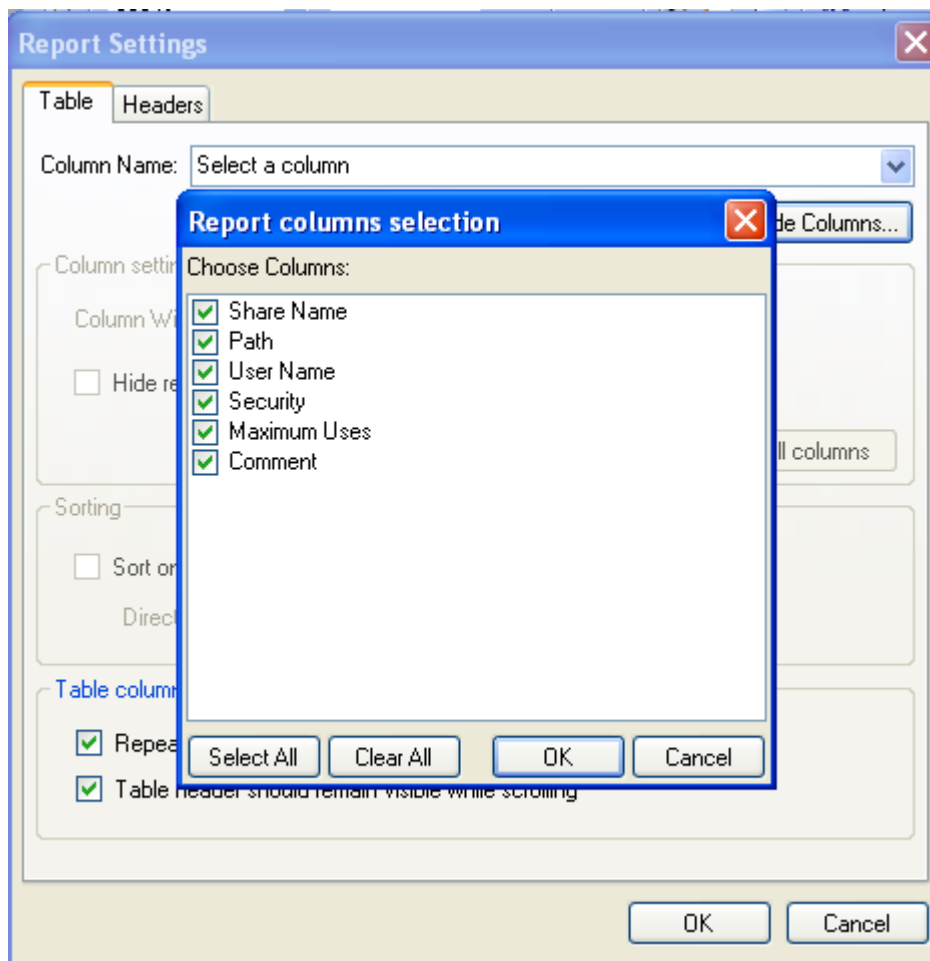 Report Settings
Table
Headers
Column Name: Select a column
Report columns selection
de Columns...
Column settin
Choose Columns:
Share Name
Column Wi
Path
User Name
Hide re
Security
Maximum Uses
ll columns
Comment
Sorting
Sort or
Direct
Table column
Repea
Select All
Clear All
OK
Cancel
Table header should remain visible while scrolling
OK
Cancel